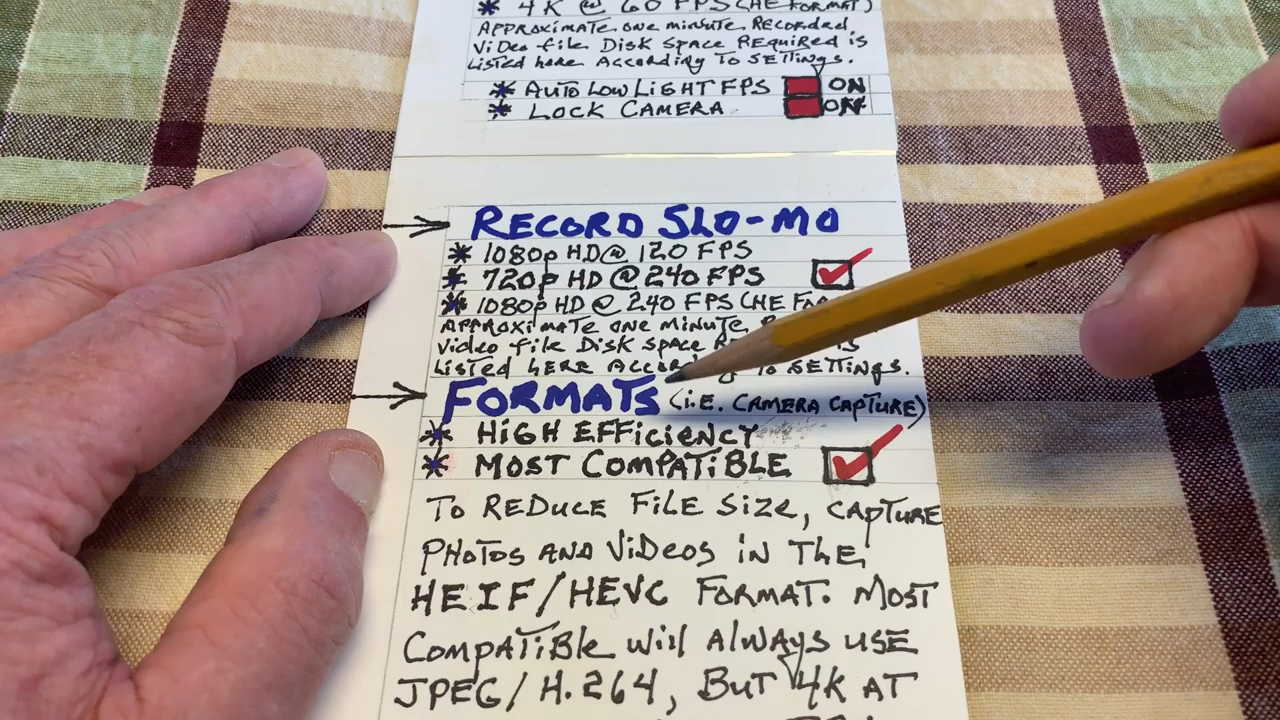 * 4K @ 60 FPS (HE FORMAT)
APPROXIMATE ONE MINUTE RECORDED
VIDEO FILE DISK SPACE REQUIRED IS
LISTED HERE ACCORDING TO SETTINGS.
* AUTO LOW LIGHT FPS ON
* LOCK CAMERA ON
RECORD SLO-MO
* 1080p HD @ 120 FPS
* 720p HD @ 240 FPS
* 1080p HD @ 240 FPS (HE
APPROXIMATE ONE MINUTE
VIDEO FILE DISK SPACE IS
LISTED HERE TO SETTINGS.
FORMATS (i.E. CAMERA CAPTURE)
* HIGH EFFICIENCY
* MOST COMPATIBLE
TO REDUCE FILE SIZE, CAPTURE
PHOTOS AND VIDEOS IN THE
HEIF/HEVC FORMAT. MOST
COMPATIBLE WILL ALWAYS USE
JPEG/H.264, BUT 4K AT